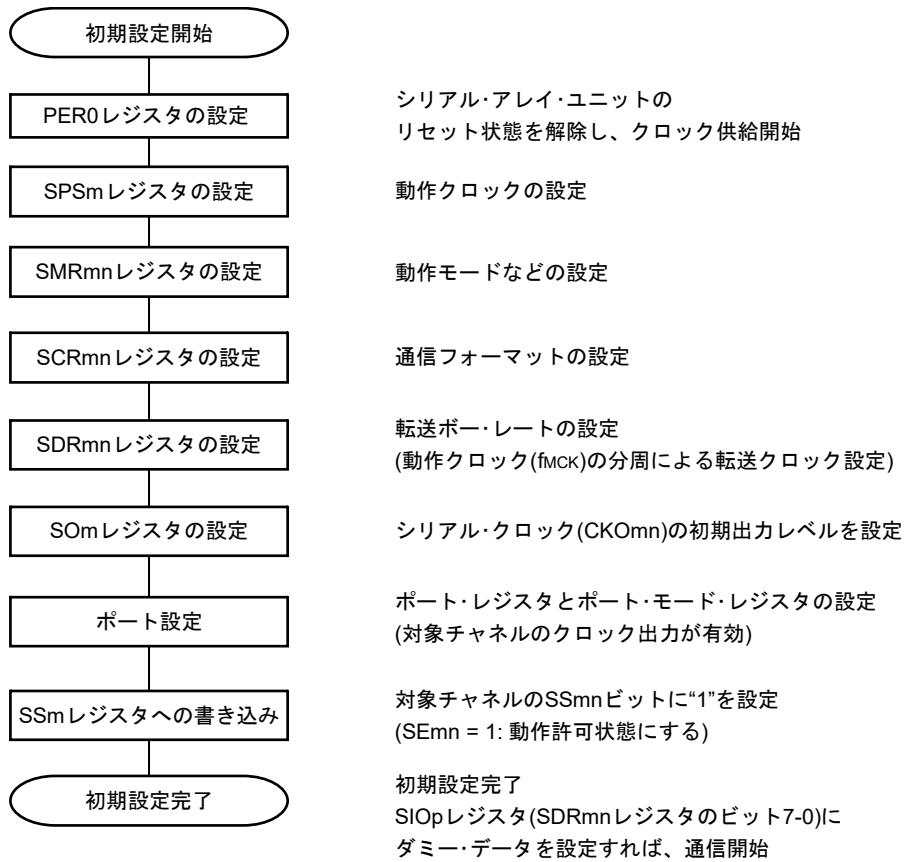 初期設定開始
PER0レジスタの設定
シリアル･アレイ･ユニットの
リセット状態を解除し、クロック供給開始
SPSmレジスタの設定
動作クロックの設定
SMRmnレジスタの設定
動作モードなどの設定
SCRmnレジスタの設定
通信フォーマットの設定
SDRmnレジスタの設定
転送ボー･レートの設定
(動作クロック(fMCK)の分周による転送クロック設定)
SOmレジスタの設定
シリアル･クロック(CKOmn)の初期出力レベルを設定
ポート設定
ポート･レジスタとポート･モード･レジスタの設定
(対象チャネルのクロック出力が有効)
SSmレジスタへの書き込み
対象チャネルのSSmnビットに“1”を設定
(SEmn = 1: 動作許可状態にする)
初期設定完了
初期設定完了
SIOpレジスタ(SDRmnレジスタのビット7-0)に
ダミー･データを設定すれば、通信開始